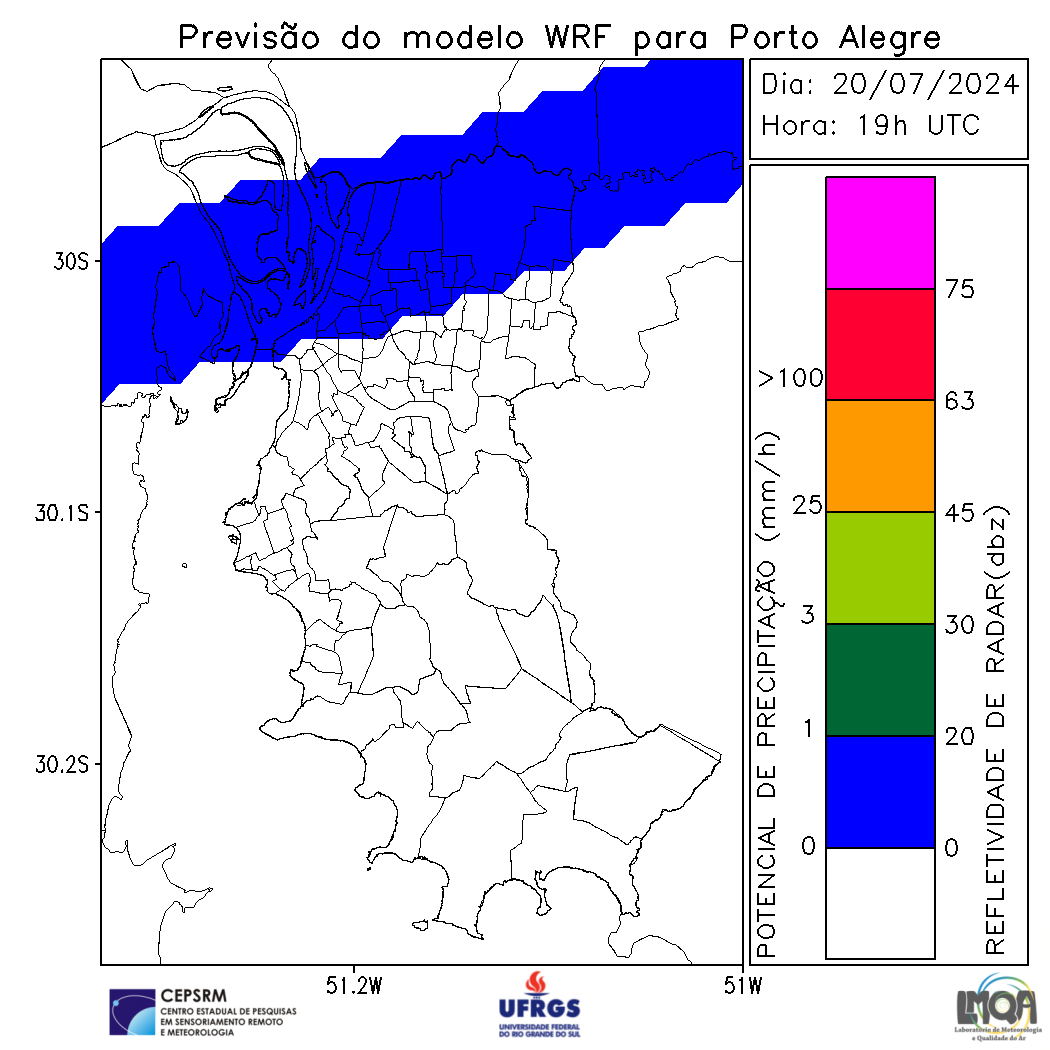 Previsão do modelo WRF para Porto Alegre
Dia: 20/07/2024
Hora: 19h UTC
30S
30.1S
30.2S
51.2W
51W
POTENCIAL DE PRECIPITAÇÃO (mm/h)
>100
25
3
1
0
75
63
45
30
20
0
REFLETIVIDADE DE RADAR(dbz)
CEPSRM
CENTRO ESTADUAL DE PESQUISAS
EM SENSORIAMENTO REMOTO
E METEOROLOGIA
UFRGS
UNIVERSIDADE FEDERAL
DO RIO GRANDE DO SUL
LMQA
Laboratório de Meteorologia
e Qualidade do Ar